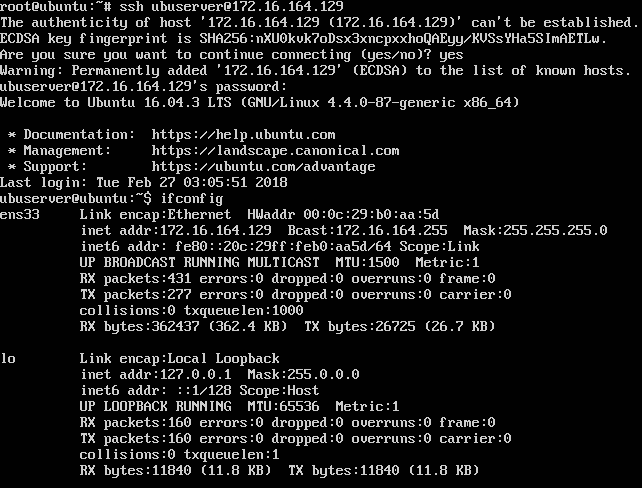 root@ubuntu:~# ssh ubuserver@172.16.164.129
The authenticity of host '172.16.164.129 (172.16.164.129)' can't be established.
ECDSA key fingerprint is SHA256:nXU0kvk7oDsx3xncpxxhoQAEyy/KVSsYHa5SImAETLw.
Are you sure you want to continue connecting (yes/no)? yes
Warning: Permanently added '172.16.164.129' (ECDSA) to the list of known hosts.
ubuserver@172.16.164.129's password:
Welcome to Ubuntu 16.04.3 LTS (GNU/Linux 4.4.0-87-generic x86_64)
* Documentation:  https://help.ubuntu.com
* Management:     https://landscape.canonical.com
* Support:        https://ubuntu.com/advantage
Last login: Tue Feb 27 03:05:51 2018
ubuserver@ubuntu:~$ ifconfig
ens33     Link encap:Ethernet  HWaddr 00:0c:29:b0:aa:5d
inet addr:172.16.164.129  Bcast:172.16.164.255  Mask:255.255.255.0
inet6 addr: fe80::20c:29ff:feb0:aa5d/64 Scope:Link
UP BROADCAST RUNNING MULTICAST  MTU:1500  Metric:1
RX packets:431 errors:0 dropped:0 overruns:0 frame:0
TX packets:277 errors:0 dropped:0 overruns:0 carrier:0
collisions:0 txqueuelen:1000
RX bytes:362437 (362.4 KB)  TX bytes:26725 (26.7 KB)
lo        Link encap:Local Loopback
inet addr:127.0.0.1  Mask:255.0.0.0
inet6 addr: ::1/128 Scope:Host
UP LOOPBACK RUNNING  MTU:65536  Metric:1
RX packets:160 errors:0 dropped:0 overruns:0 frame:0
TX packets:160 errors:0 dropped:0 overruns:0 carrier:0
collisions:0 txqueuelen:1
RX bytes:11840 (11.8 KB)  TX bytes:11840 (11.8 KB)